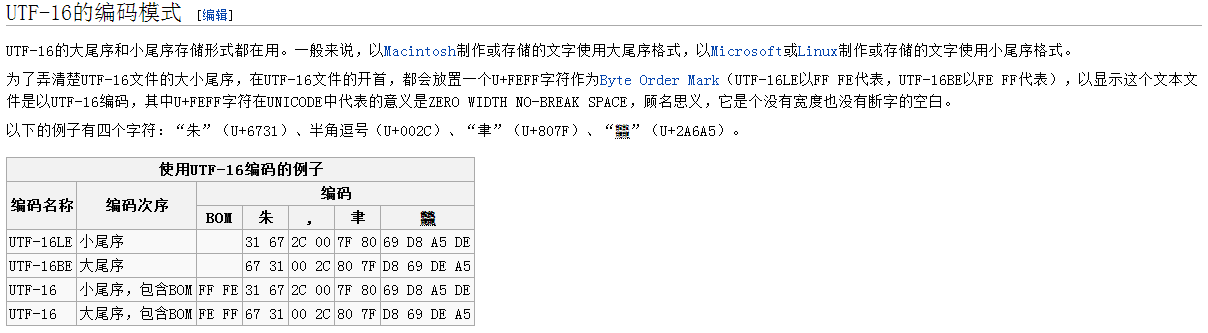 UTF-16的编码模式 [编辑]
UTF-16的大尾序和小尾序存储形式都在用。一般来说，以Macintosh制作或存储的文字使用大尾序格式，以Microsoft或Linux制作或存储的文字使用小尾序格式。
为了弄清楚UTF-16文件的大小尾序，在UTF-16文件的开首，都会放置一个U+FEFF字符作为Byte Order Mark（UTF-16LE以FF FE代表，UTF-16BE以FE FF代表），以显示这个文本文
件是以UTF-16编码，其中U+FEFF字符在UNICODE中代表的意义是ZERO WIDTH NO-BREAK SPACE，顾名思义，它是个没有宽度也没有断字的空白。
以下的例子有四个字符：“朱”（U+6731）、半角逗号（U+002C）、“聿”（U+807F）、“𪚥”（U+2A6A5）。
使用UTF-16编码的例子
编码名称 编码次序 编码
BOM 朱 , 聿 𪚥
UTF-16LE 小尾序 31 67 2C 00 7F 80 69 D8 A5 DE
UTF-16BE 大尾序 67 31 00 2C 80 7F D8 69 DE A5
UTF-16 小尾序，包含BOM FF FE 31 67 2C 00 7F 80 69 D8 A5 DE
UTF-16 大尾序，包含BOM FE FF 67 31 00 2C 80 7F D8 69 DE A5